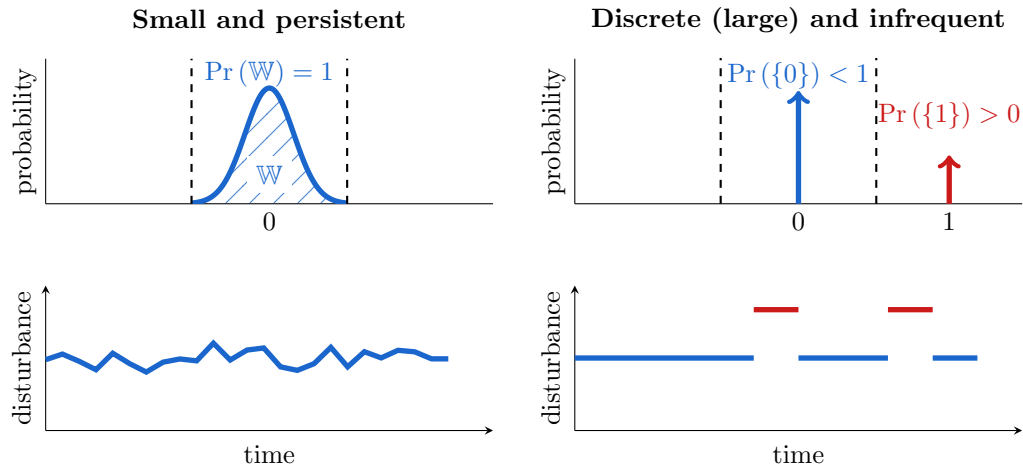 Small and persistent
Discrete (large) and infrequent
probability
Pr (𝕎) = 1
𝕎
0
probability
Pr ({0}) < 1
Pr ({1}) > 0
0
1
disturbance
time
disturbance
time